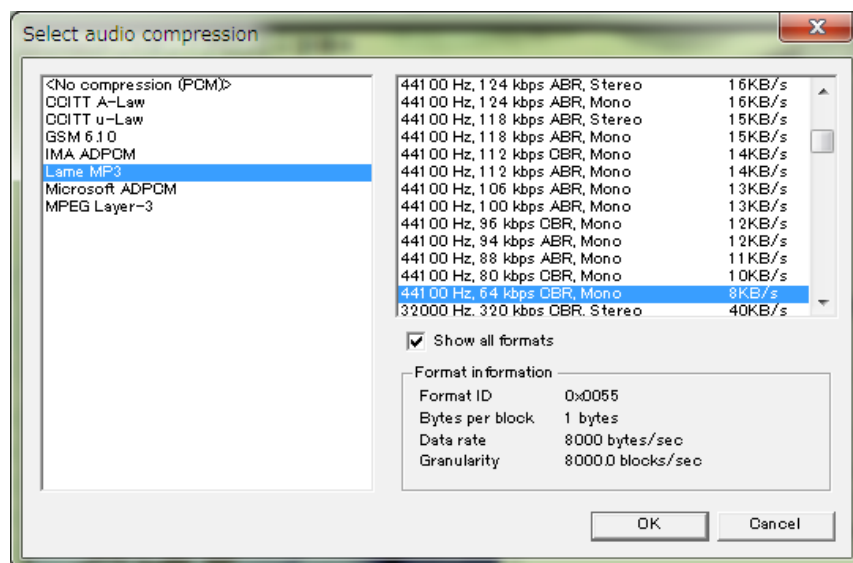 Select audio compression
<No compression (PCM)>
CCITT A-Law
CCITT u-Law
GSM 6.10
IMA ADPCM
Lame MP3
Microsoft ADPCM
MPEG Layer-3
44100 Hz, 124 kbps ABR, Stereo 16KB/s
44100 Hz, 124 kbps ABR, Mono 16KB/s
44100 Hz, 118 kbps ABR, Stereo 15KB/s
44100 Hz, 118 kbps ABR, Mono 15KB/s
44100 Hz, 112 kbps CBR, Mono 14KB/s
44100 Hz, 112 kbps ABR, Mono 14KB/s
44100 Hz, 106 kbps ABR, Mono 13KB/s
44100 Hz, 100 kbps ABR, Mono 13KB/s
44100 Hz, 96 kbps CBR, Mono 12KB/s
44100 Hz, 94 kbps ABR, Mono 12KB/s
44100 Hz, 88 kbps ABR, Mono 11KB/s
44100 Hz, 80 kbps CBR, Mono 10KB/s
44100 Hz, 64 kbps CBR, Mono 8KB/s
32000 Hz, 320 kbps CBR, Stereo 40KB/s
Show all formats
Format information
Format ID 0x0055
Bytes per block 1 bytes
Data rate 8000 bytes/sec
Granularity 8000.0 blocks/sec
OK Cancel